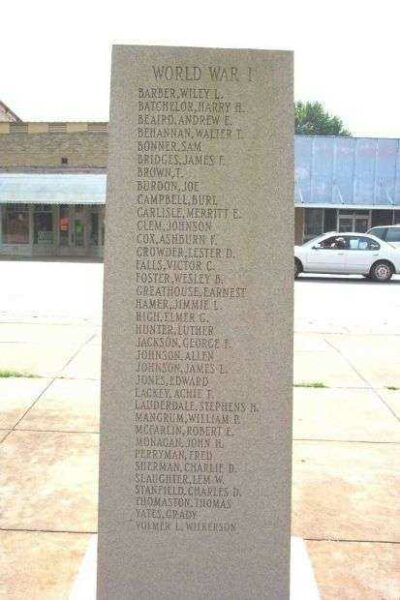 WORLD WAR I
BARBER, WILEY L.
BATCHELOR, HARRY H.
BEAIRD, ANDREW E.
BEHANNAN, WALTER T.
BONNER, SAM
BRIDGES, JAMES F.
BROWN, T.
BURDON, JOE
CAMPBELL, BURL
CARLISLE, MERRITT E.
CLEM, JOHNSON
COX, ASHBURN F.
CROWDER, LESTER D.
FALLS, VICTOR C.
FOSTER, WESLEY B.
GREATHOUSE, EARNEST
HAMER, JIMMIE L.
HIGH, ELMER G.
HUNTER, LUTHER
JACKSON, GEORGE F.
JOHNSON, ALLEN
JOHNSON, JAMES L.
JONES, EDWARD
LACKEY, ACHIE T.
LAUDERDALE, STEPHENS H.
MANGRUM, WILLIAM P.
MCFARLIN, ROBERT E.
MONAGAN, JOHN H.
PERRYMAN, FRED
SHERMAN, CHARLIE D.
SLAUGHTER, LEM W.
STANFIELD, CHARLES D.
THOMASTON, THOMAS
YATES, GRADY
VOLMER L. WILKERSON